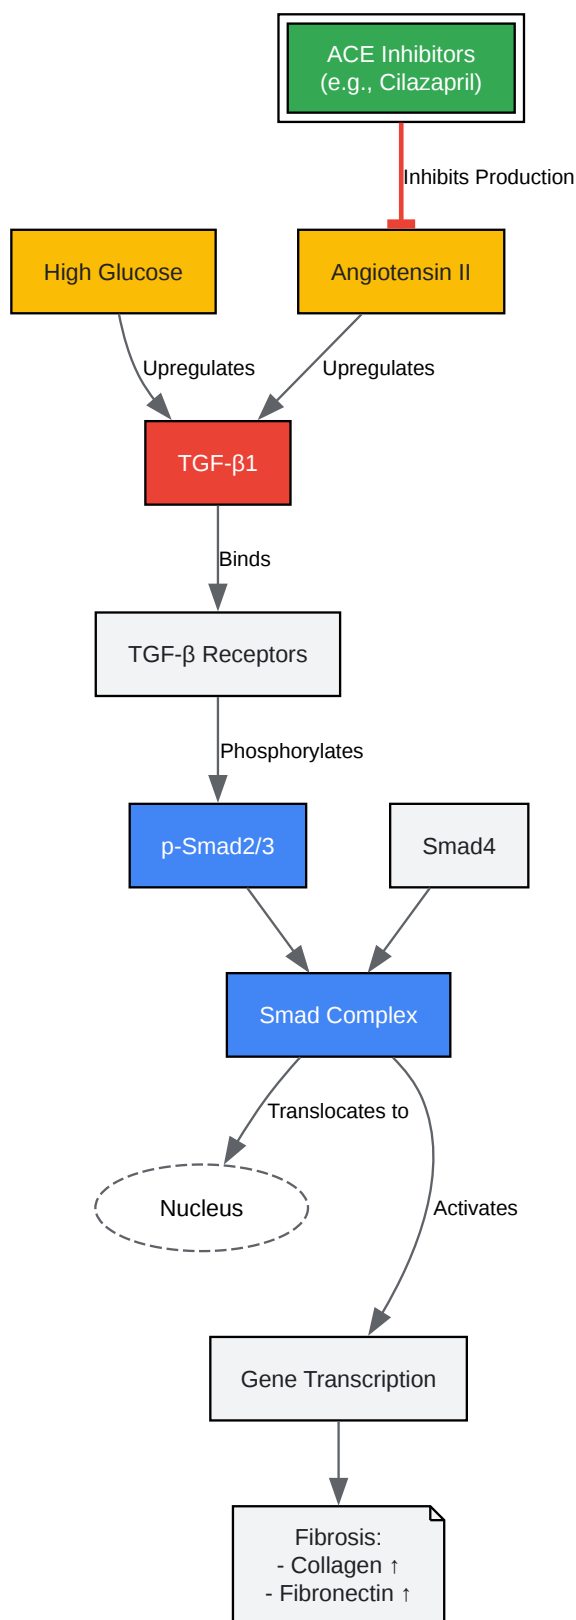 ACE Inhibitors
(e.g., Cilazapril)
Inhibits Production
High Glucose
Angiotensin II
Upregulates
Upregulates
TGF-β1
Binds
TGF-β Receptors
Phosphorylates
p-Smad2/3
Smad4
Smad Complex
Translocates to
Nucleus
Activates
Gene Transcription
Fibrosis:
- Collagen ↑
- Fibronectin ↑